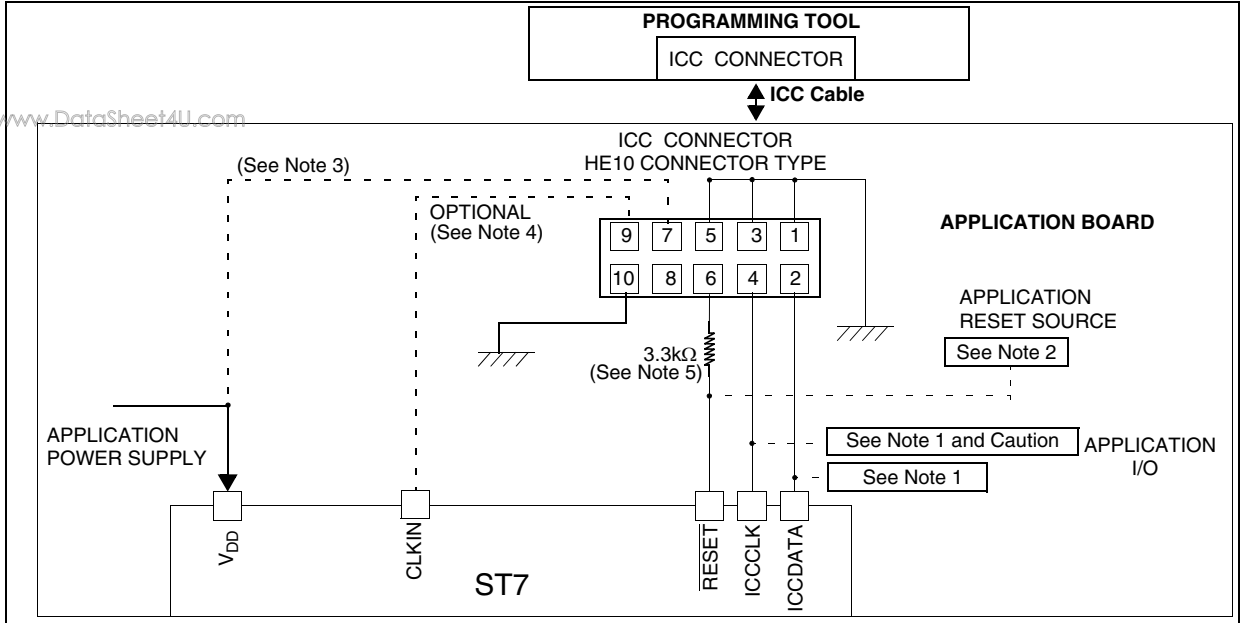 PROGRAMMING TOOL
ICC CONNECTOR
ICC Cable
www.DataSheet4U.com
ICC CONNECTOR
HE10 CONNECTOR TYPE
(See Note 3)
OPTIONAL
(See Note 4)
9 7 5 3 1
10 8 6 4 2
APPLICATION BOARD
APPLICATION
RESET SOURCE
See Note 2
3.3kΩ
(See Note 5)
APPLICATION
POWER SUPPLY
See Note 1 and Caution
See Note 1
APPLICATION
I/O
VDD
CLKIN
RESET
ICCCLK
ICCDATA
ST7